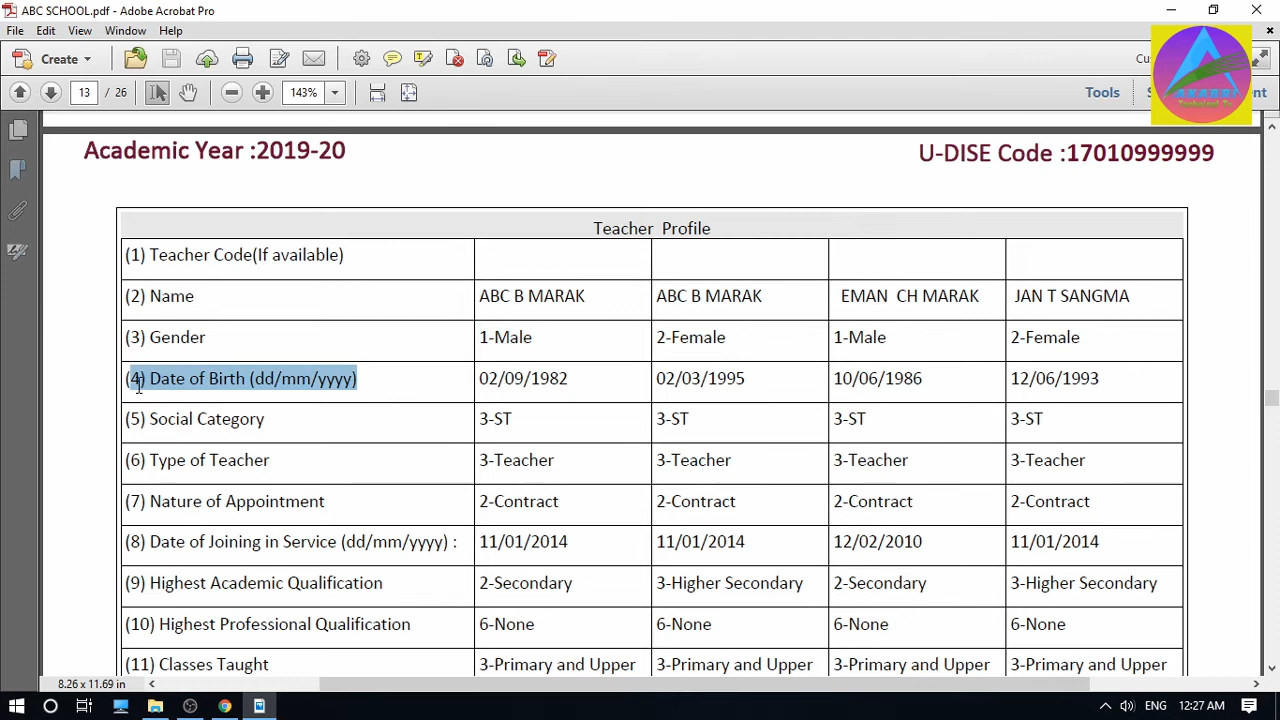 ABC SCHOOL.pdf - Adobe Acrobat Pro
File Edit View Window Help
Create
13 / 26 143% Tools
Academic Year :2019-20 U-DISE Code :17010999999
Teacher Profile
(1) Teacher Code(If available)
(2) Name ABC B MARAK ABC B MARAK EMAN CH MARAK JAN T SANGMA
(3) Gender 1-Male 2-Female 1-Male 2-Female
(4) Date of Birth (dd/mm/yyyy) 02/09/1982 02/03/1995 10/06/1986 12/06/1993
(5) Social Category 3-ST 3-ST 3-ST 3-ST
(6) Type of Teacher 3-Teacher 3-Teacher 3-Teacher 3-Teacher
(7) Nature of Appointment 2-Contract 2-Contract 2-Contract 2-Contract
(8) Date of Joining in Service (dd/mm/yyyy) : 11/01/2014 11/01/2014 12/02/2010 11/01/2014
(9) Highest Academic Qualification 2-Secondary 3-Higher Secondary 2-Secondary 3-Higher Secondary
(10) Highest Professional Qualification 6-None 6-None 6-None 6-None
(11) Classes Taught 3-Primary and Upper 3-Primary and Upper 3-Primary and Upper 3-Primary and Upper
8.26 x 11.69 in
ENG 12:27 AM